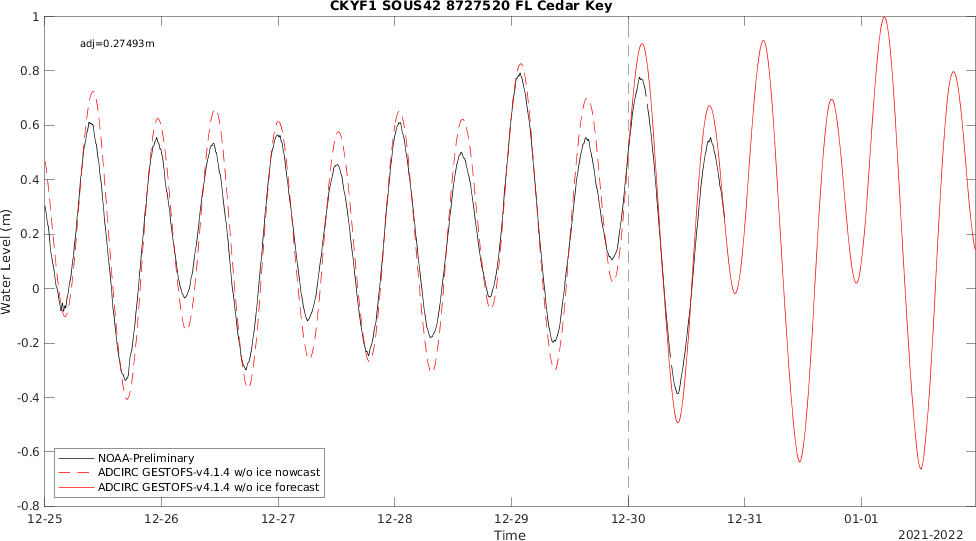 CKYF1 SOUS42 8727520 FL Cedar Key
adj=0.27493m
1
0.8
0.6
0.4
0.2
0
-0.2
-0.4
-0.6
-0.8
Water Level (m)
NOAA-Preliminary
ADCIRC GESTOFS-v4.1.4 w/o ice nowcast
ADCIRC GESTOFS-v4.1.4 w/o ice forecast
12-25 12-26 12-27 12-28 12-29 12-30 12-31 01-01
Time
2021-2022